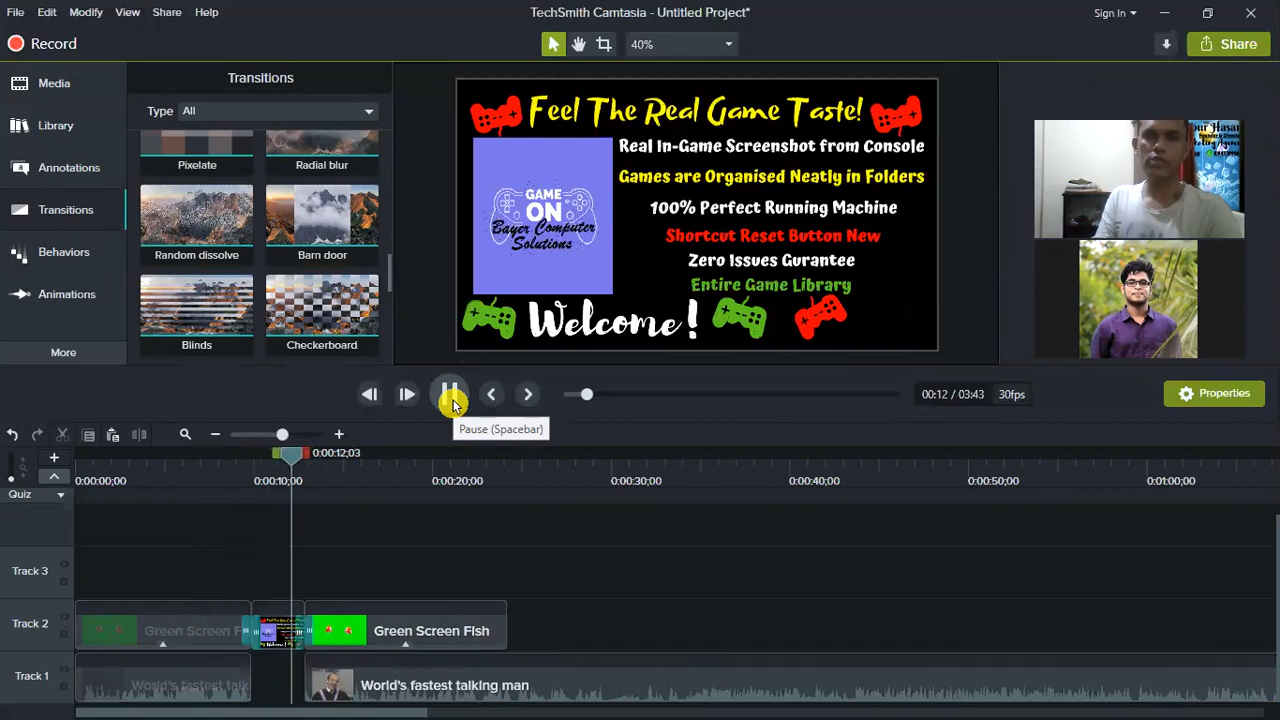 File Edit Modify View Share Help
TechSmith Camtasia - Untitled Project*
Sign In
Record
40%
Share
Media
Library
Annotations
Transitions
Behaviors
Animations
More
Transitions
Type All
Pixelate
Radial blur
Random dissolve
Barn door
Blinds
Checkerboard
Feel The Real Game Taste!
Real In-Game Screenshot from Console
Games are Organised Neatly in Folders
100% Perfect Running Machine
Shortcut Reset Button New
Zero Issues Gurantee
Entire Game Library
GAME
ON
Bayer Computer
Solutions
Welcome!
00:12 / 03:43 30fps
Properties
Pause (Spacebar)
0:00:12;03
0:00:00;00 0:00:10;00 0:00:20;00 0:00:30;00 0:00:40;00 0:00:50;00 0:01:00;00
Quiz
Track 3
Track 2
Green Screen F
Green Screen FIsh
Track 1
World's fastest talk
World's fastest talking man